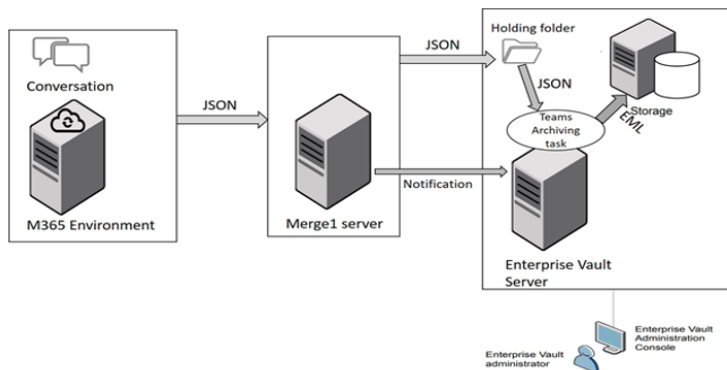 Conversation
M365 Environment
JSON
Merge1 server
JSON
Notification
Holding folder
JSON
Teams
Archiving
task
EML
Storage
Enterprise Vault
Server
Enterprise Vault
Administration
Console
Enterprise Vault
administrator